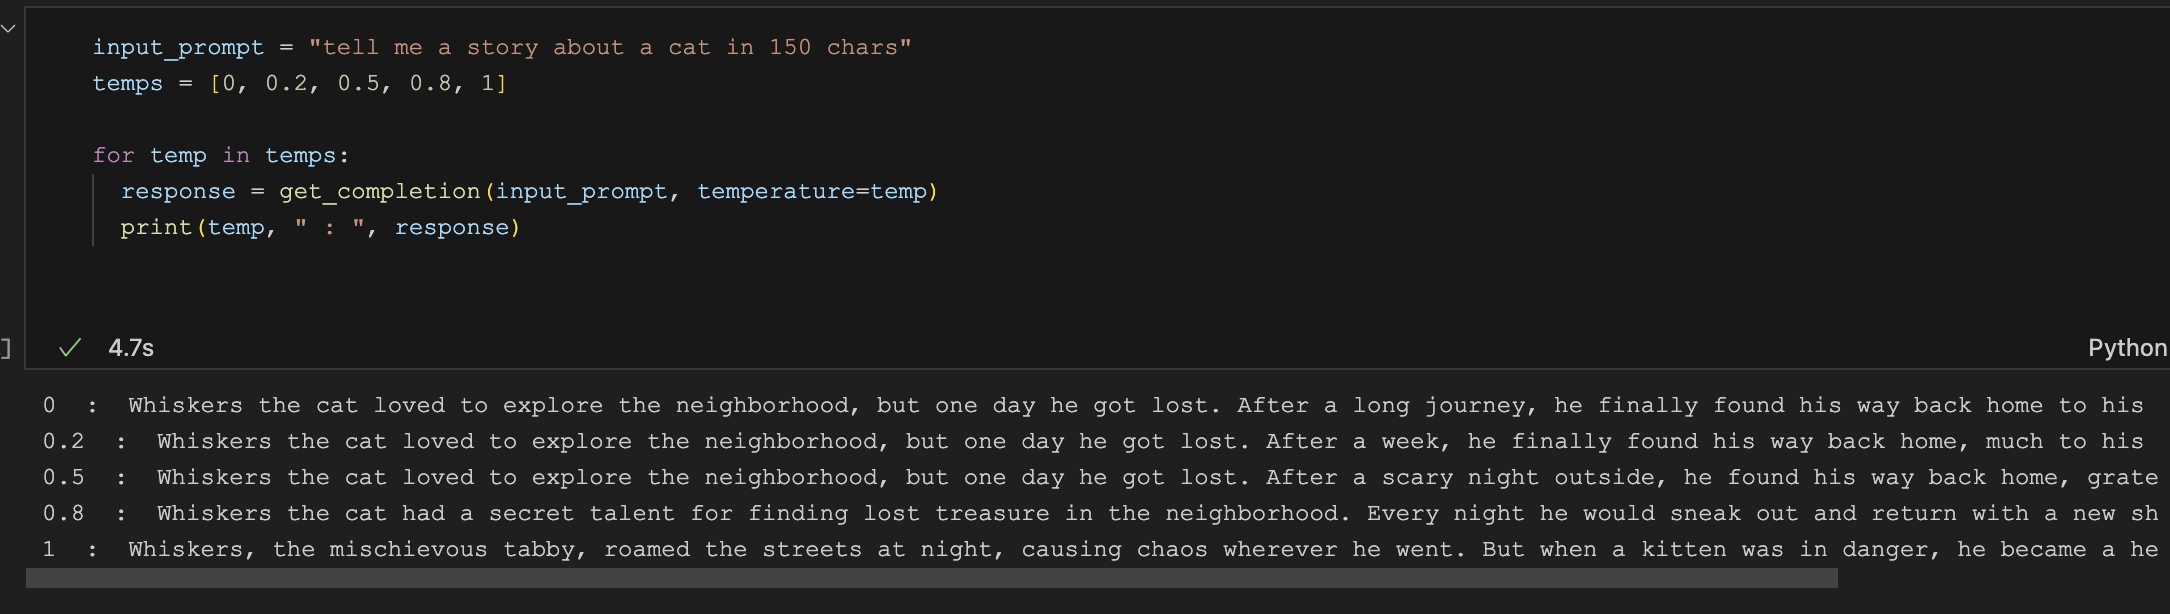 input_prompt = "tell me a story about a cat in 150 chars"
temps = [0, 0.2, 0.5, 0.8, 1]
for temp in temps:
response = get_completion(input_prompt, temperature=temp)
print(temp, " : ", response)
] ✓ 4.7s Python
0 : Whiskers the cat loved to explore the neighborhood, but one day he got lost. After a long journey, he finally found his way back home to his
0.2 : Whiskers the cat loved to explore the neighborhood, but one day he got lost. After a week, he finally found his way back home, much to his
0.5 : Whiskers the cat loved to explore the neighborhood, but one day he got lost. After a scary night outside, he found his way back home, grate
0.8 : Whiskers the cat had a secret talent for finding lost treasure in the neighborhood. Every night he would sneak out and return with a new sh
1 : Whiskers, the mischievous tabby, roamed the streets at night, causing chaos wherever he went. But when a kitten was in danger, he became a he